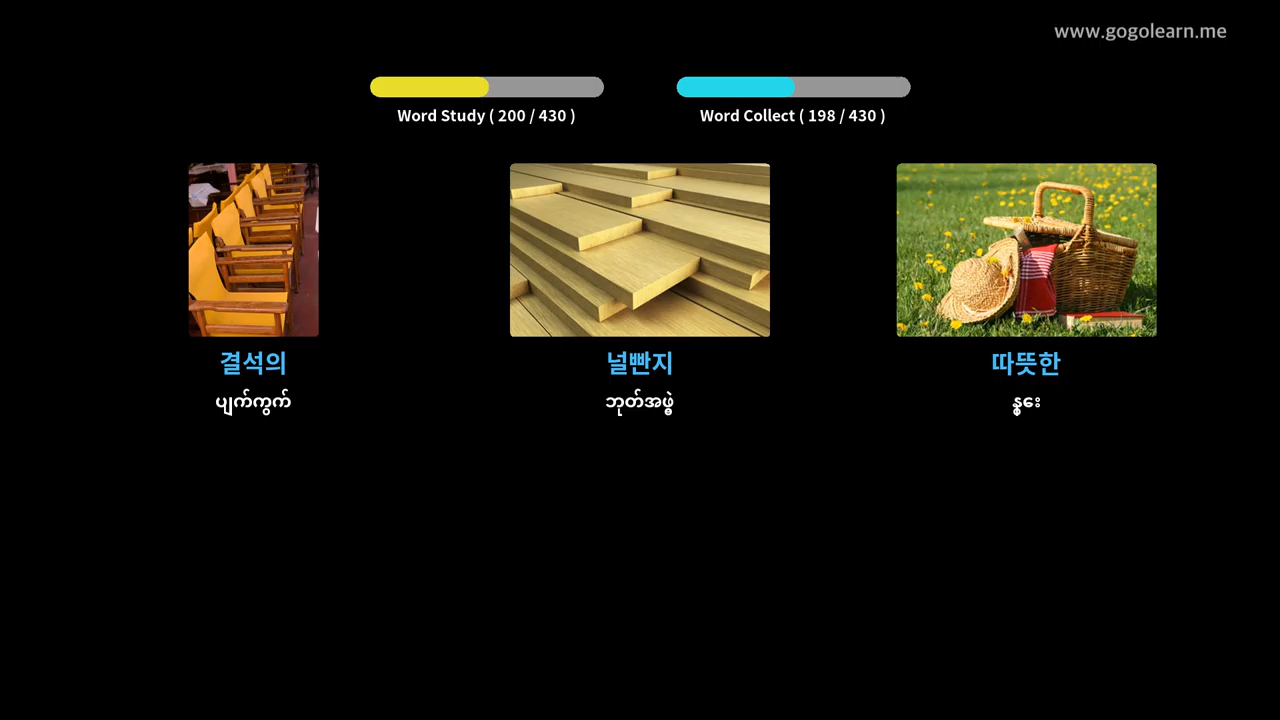 www.gogolearn.me
Word Study ( 200 / 430 )
Word Collect ( 198 / 430 )
결석의
널빤지
따뜻한
ပျက်ကွက်
ဘုတ်အဖွဲ့
နွေး